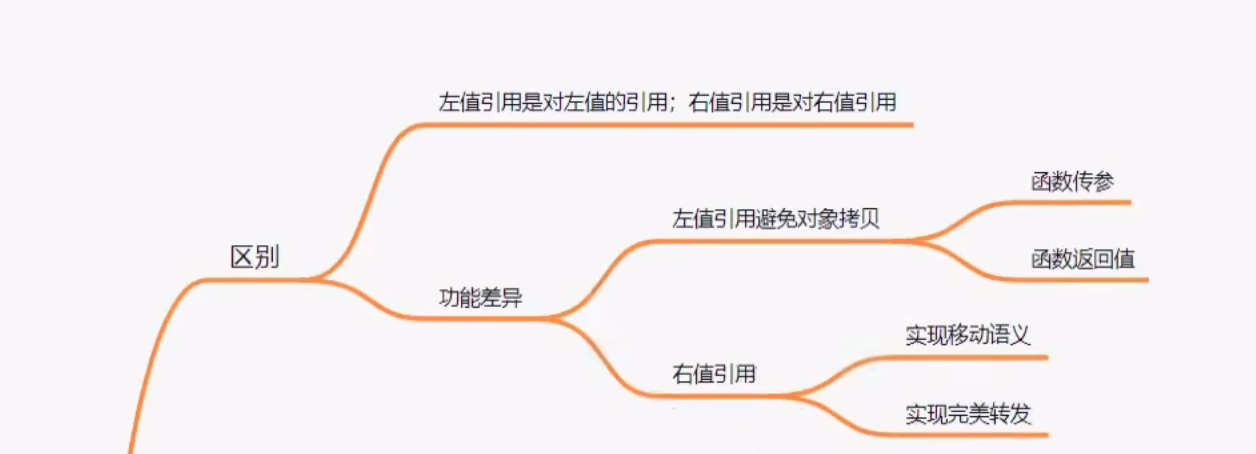 左值引用是对左值的引用；右值引用是对右值引用
函数传参
左值引用避免对象拷贝
区别
函数返回值
功能差异
实现移动语义
右值引用
实现完美转发